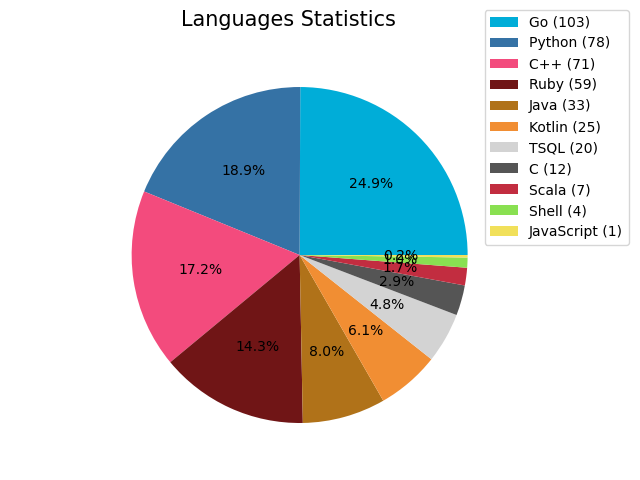 Languages Statistics
Go (103)
Python (78)
C++ (71)
Ruby (59)
Java (33)
Kotlin (25)
TSQL (20)
C (12)
Scala (7)
Shell (4)
JavaScript (1)
24.9%
18.9%
17.2%
14.3%
8.0%
6.1%
4.8%
2.9%
1.7%
0.2%